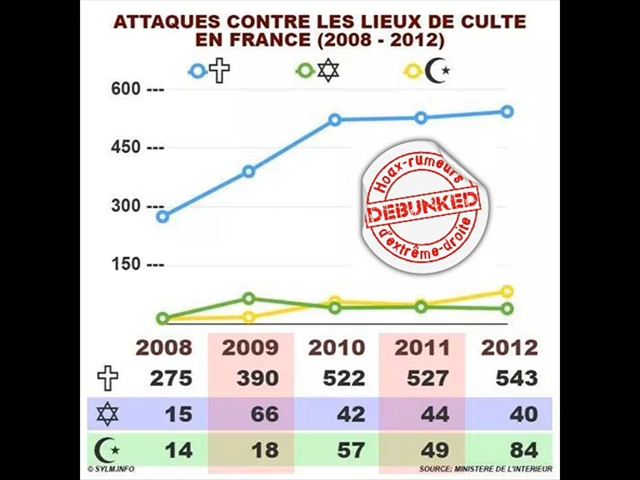 ATTAQUES CONTRE LES LIEUX DE CULTE
EN FRANCE (2008 - 2012)
600 ---
450 ---
300 ---
150 ---
Hoax-rumeurs
DEBUNKED
d'extrême-droite
2008 2009 2010 2011 2012
275 390 522 527 543
15 66 42 44 40
14 18 57 49 84
© SYLM.INFO SOURCE: MINISTERE DE L'INTERIEUR